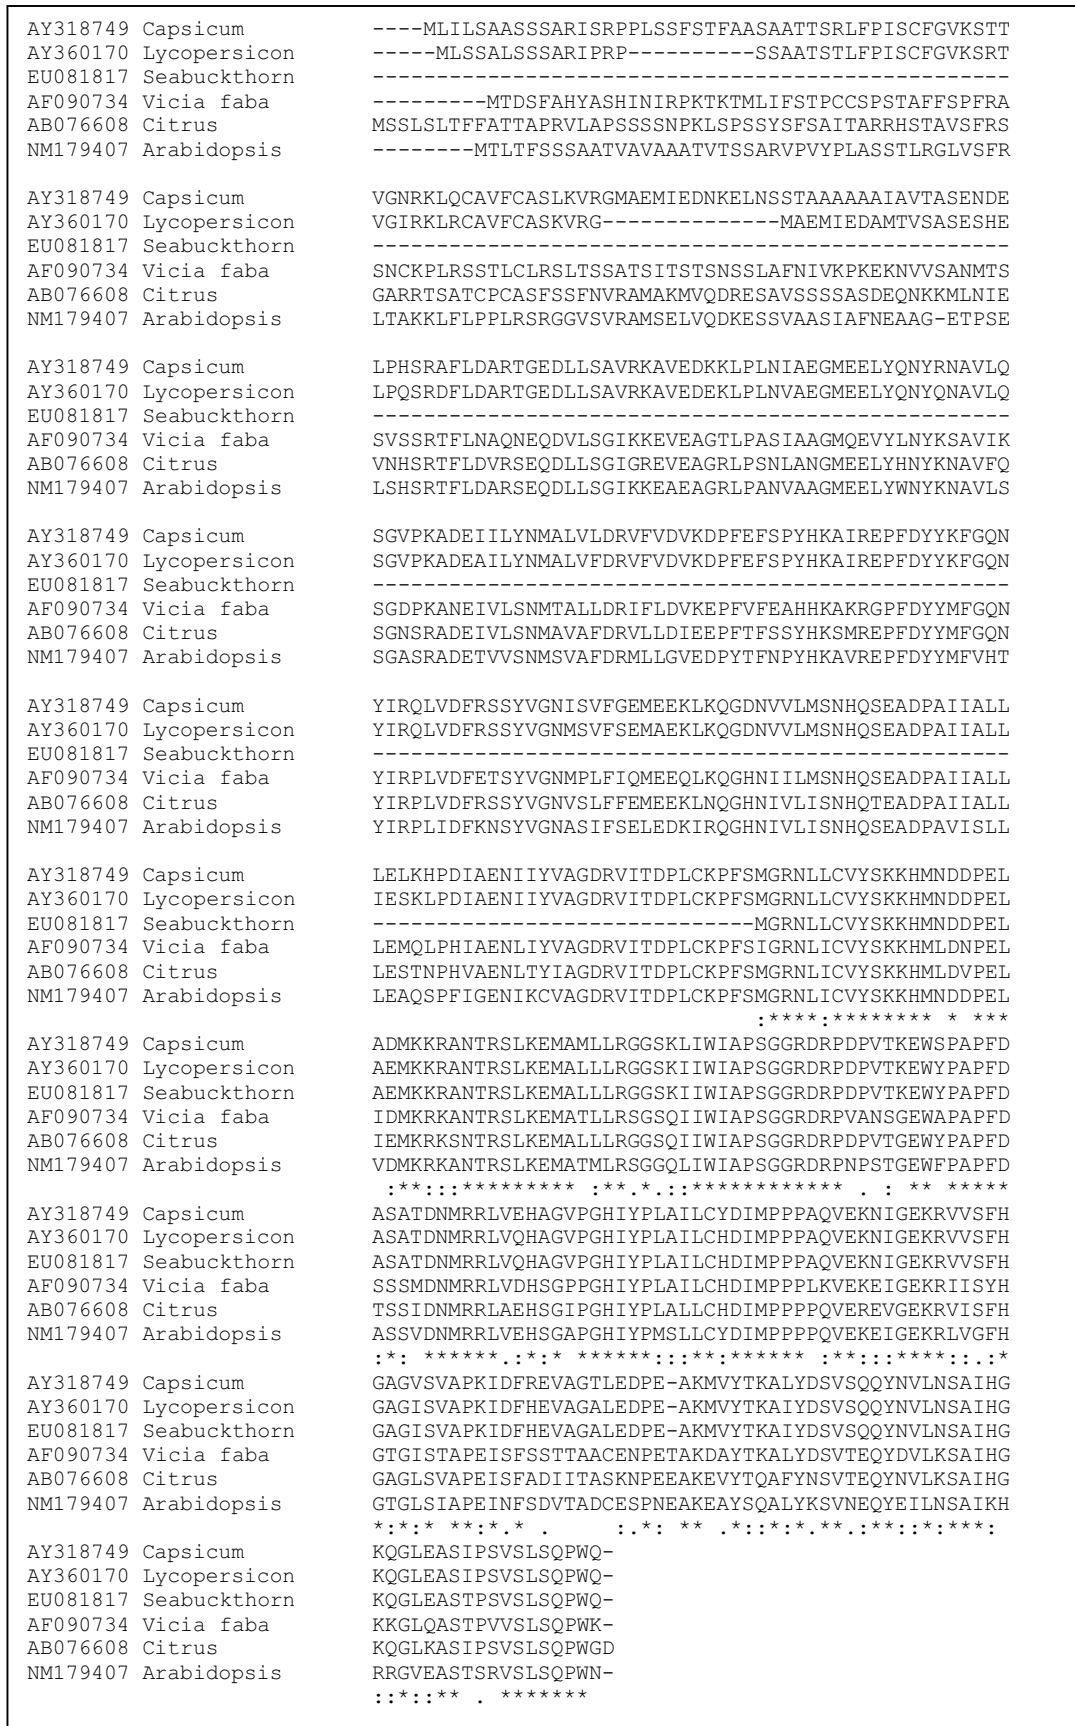 AY318749 Capsicum ----MLILSAASSSARISRPPLSSFSTFAASAATTSRLFPISCFGVKSTT
AY360170 Lycopersicon -----MLSSALSSSARIPRP----------SSAATSTLFPISCFGVKSRT
EU081817 Seabuckthorn --------------------------------------------------
AF090734 Vicia faba ---------MTDSFAHYASHINIRPKTKTMLIFSTPCCSPSTAFFSPFRA
AB076608 Citrus MSSLSLTFFATTAPRVLAPSSSSNPKLSPSSYSFSAITARRHSTAVSFRS
NM179407 Arabidopsis --------MTLTFSSSAATVAVAAATVTSSARVPVYPLASSTLRGLVSFR
AY318749 Capsicum VGNRKLQCAVFCASLKVRGMAEMIEDNKELNSSTAAAAAAIAVTASENDE
AY360170 Lycopersicon VGIRKLRCAVFCASKVRG--------------MAEMIEDAMTVSASESHE
EU081817 Seabuckthorn --------------------------------------------------
AF090734 Vicia faba SNCKPLRSSTLCLRSLTSSATSITSTSNSSLAFNIVKPKEKNVVSANMTS
AB076608 Citrus GARRTSATCPCASFSSFNVRAMAKMVQDRESAVSSSSASDEQNKKMLNIE
NM179407 Arabidopsis LTAKKLFLPPLRSRGGVSVRAMSELVQDKESSVAASIAFNEAAG-ETPSE
AY318749 Capsicum LPHSRAFLDARTGEDLLSAVRKAVEDKKLPLNIAEGMEELYQNYRNAVLQ
AY360170 Lycopersicon LPQSRDFLDARTGEDLLSAVRKAVEDEKLPLNVAEGMEELYQNYQNAVLQ
EU081817 Seabuckthorn --------------------------------------------------
AF090734 Vicia faba SVSSRTFLNAQNEQDVLSGIKKEVEAGTLPASIAAGMQEVYLNYKSAVIK
AB076608 Citrus VNHSRTFLDVRSEQDLLSGIGREVEAGRLPSNLANGMEELYHNYKNAVFQ
NM179407 Arabidopsis LSHSRTFLDARSEQDLLSGIKKEAEAGRLPANVAAGMEELYWNYKNAVLS
AY318749 Capsicum SGVPKADEIILYNMALVLDRVFVDVKDPFEFSPYHKAIREPFDYYKFGQN
AY360170 Lycopersicon SGVPKADEAILYNMALVFDRVFVDVKDPFEFSPYHKAIREPFDYYKFGQN
EU081817 Seabuckthorn --------------------------------------------------
AF090734 Vicia faba SGDPKANEIVLSNMTALLDRIFLDVKEPFVFEAHHKAKRGPFDYYMFGQN
AB076608 Citrus SGNSRADEIVLSNMAVAFDRVLLDIEEPFTFSSYHKSMREPFDYYMFGQN
NM179407 Arabidopsis SGASRADETVVSNMSVAFDRMLLGVEDPYTFNPYHKAVREPFDYYMFVHT
AY318749 Capsicum YIRQLVDFRSSYVGNISVFGEMEEKLKQGDNVVLMSNHQSEADPAIIALL
AY360170 Lycopersicon YIRQLVDFRSSYVGNMSVFSEMAEKLKQGDNVVLMSNHQSEADPAIIALL
EU081817 Seabuckthorn --------------------------------------------------
AF090734 Vicia faba YIRPLVDFETSYVGNMPLFIQMEEQLKQGHNIILMSNHQSEADPAIIALL
AB076608 Citrus YIRPLVDFRSSYVGNVSLFFEMEEKLNQGHNIVLISNHQTEADPAIIALL
NM179407 Arabidopsis YIRPLIDFKNSYVGNASIFSELEDKIRQGHNIVLISNHQSEADPAVISLL
AY318749 Capsicum LELKHPDIAENIIYVAGDRVITDPLCKPFSMGRNLLCVYSKKHMNDDPEL
AY360170 Lycopersicon IESKLPDIAENIIYVAGDRVITDPLCKPFSMGRNLLCVYSKKHMNDDPEL
EU081817 Seabuckthorn ------------------------------MGRNLLCVYSKKHMNDDPEL
AF090734 Vicia faba LEMQLPHIAENLIYVAGDRVITDPLCKPFSIGRNLICVYSKKHMLDNPEL
AB076608 Citrus LESTNPHVAENLTYIAGDRVITDPLCKPFSMGRNLICVYSKKHMLDVPEL
NM179407 Arabidopsis LEAQSPFIGENIKCVAGDRVITDPLCKPFSMGRNLICVYSKKHMNDDPEL
:****:******** * ***
AY318749 Capsicum ADMKKRANTRSLKEMAMLLRGGSKLIWIAPSGGRDRPDPVTKEWSPAPFD
AY360170 Lycopersicon AEMKKRANTRSLKEMALLLRGGSKIIWIAPSGGRDRPDPVTKEWYPAPFD
EU081817 Seabuckthorn AEMKKRANTRSLKEMALLLRGGSKIIWIAPSGGRDRPDPVTKEWYPAPFD
AF090734 Vicia faba IDMKRKANTRSLKEMATLLRSGSQIIWIAPSGGRDRPVANSGEWAPAPFD
AB076608 Citrus IEMKRKSNTRSLKEMALLLRGGSQIIWIAPSGGRDRPDPVTGEWYPAPFD
NM179407 Arabidopsis VDMKRKANTRSLKEMATMLRSGGQLIWIAPSGGRDRPNPSTGEWFPAPFD
:**:::********* :**.*.::************ . : ** *****
AY318749 Capsicum ASATDNMRRLVEHAGVPGHIYPLAILCYDIMPPPAQVEKNIGEKRVVSFH
AY360170 Lycopersicon ASATDNMRRLVQHAGVPGHIYPLAILCHDIMPPPAQVEKNIGEKRVVSFH
EU081817 Seabuckthorn ASATDNMRRLVQHAGVPGHIYPLAILCHDIMPPPAQVEKNIGEKRVVSFH
AF090734 Vicia faba SSSMDNMRRLVDHSGPPGHIYPLAILCHDIMPPPLKVEKEIGEKRIISYH
AB076608 Citrus TSSIDNMRRLAEHSGIPGHIYPLALLCHDIMPPPPQVEREVGEKRVISFH
NM179407 Arabidopsis ASSVDNMRRLVEHSGAPGHIYPMSLLCYDIMPPPPQVEKEIGEKRLVGFH
:*: ******.:*:* ******:::**:****** :**:::****::.:*
AY318749 Capsicum GAGVSVAPKIDFREVAGTLEDPE-AKMVYTKALYDSVSQQYNVLNSAIHG
AY360170 Lycopersicon GAGISVAPKIDFHEVAGALEDPE-AKMVYTKAIYDSVSQQYNVLNSAIHG
EU081817 Seabuckthorn GAGISVAPKIDFHEVAGALEDPE-AKMVYTKAIYDSVSQQYNVLNSAIHG
AF090734 Vicia faba GTGISTAPEISFSSTTAACENPETAKDAYTKALYDSVTEQYDVLKSAIHG
AB076608 Citrus GAGLSVAPEISFADIITASKNPEEAKEVYTQAFYNSVTEQYNVLKSAIHG
NM179407 Arabidopsis GTGLSIAPEINFSDVTADCESPNEAKEAYSQALYKSVNEQYEILNSAIKH
*:*:* **:*.* . :.*: ** .*::*:*.**.:**::*:***:
AY318749 Capsicum KQGLEASIPSVSLSQPWQ-
AY360170 Lycopersicon KQGLEASIPSVSLSQPWQ-
EU081817 Seabuckthorn KQGLEASTPSVSLSQPWQ-
AF090734 Vicia faba KKGLQASTPVVSLSQPWK-
AB076608 Citrus KQGLKASIPSVSLSQPWGD
NM179407 Arabidopsis RRGVEASTSRVSLSQPWN-
::*::** . *******